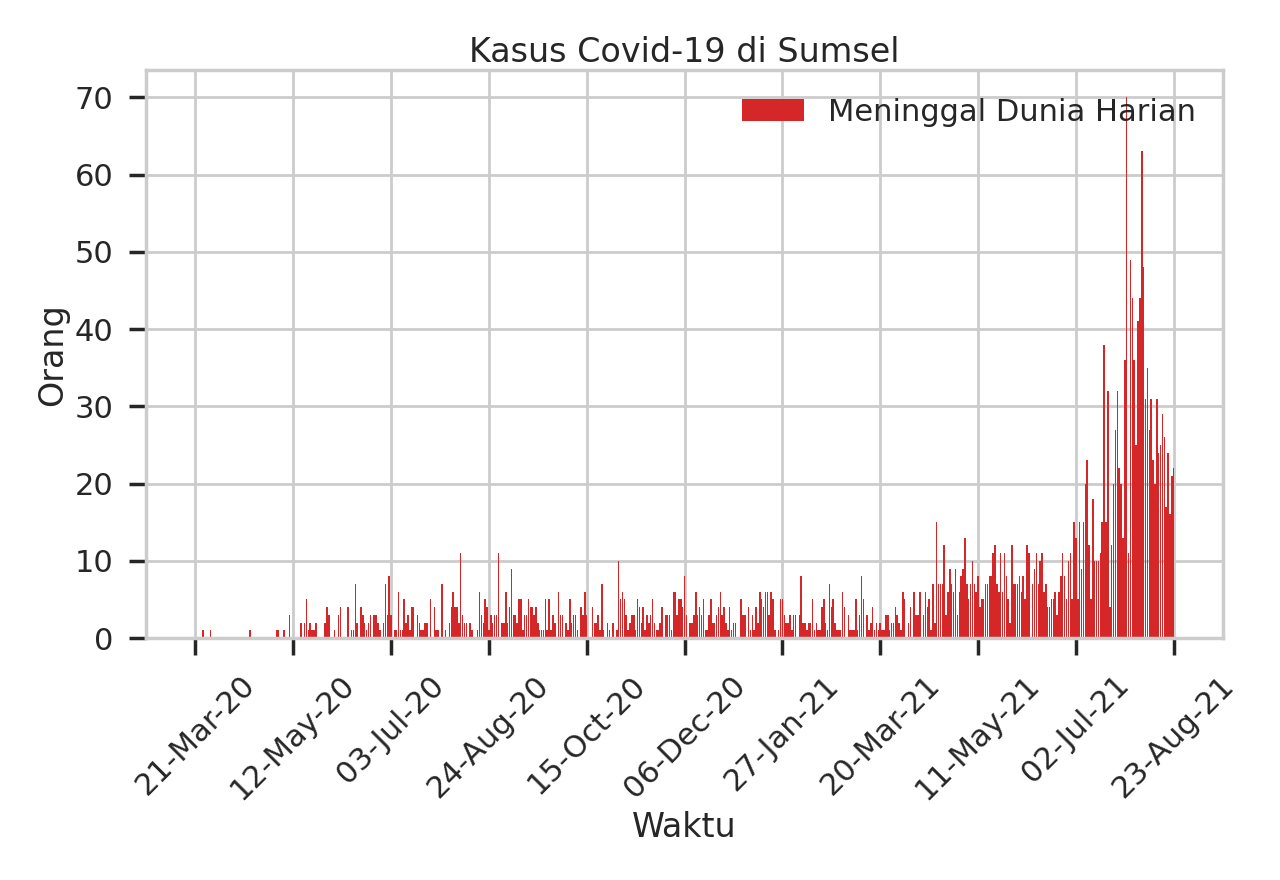 Kasus Covid-19 di Sumsel
Meninggal Dunia Harian
70
60
50
40
30
20
10
0
Orang
21-Mar-20
12-May-20
03-Jul-20
24-Aug-20
15-Oct-20
06-Dec-20
27-Jan-21
20-Mar-21
11-May-21
02-Jul-21
23-Aug-21
Waktu